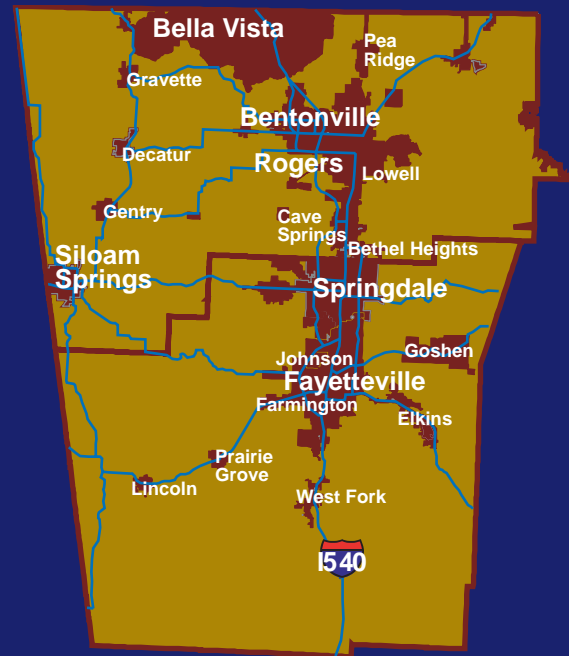 Bella Vista
Pea
Ridge
Gravette
Bentonville
Decatur
Rogers
Lowell
Gentry
Cave
Springs
Bethel Heights
Siloam
Springs
Springdale
Johnson
Goshen
Fayetteville
Farmington
Elkins
Prairie
Grove
Lincoln
West Fork
I540